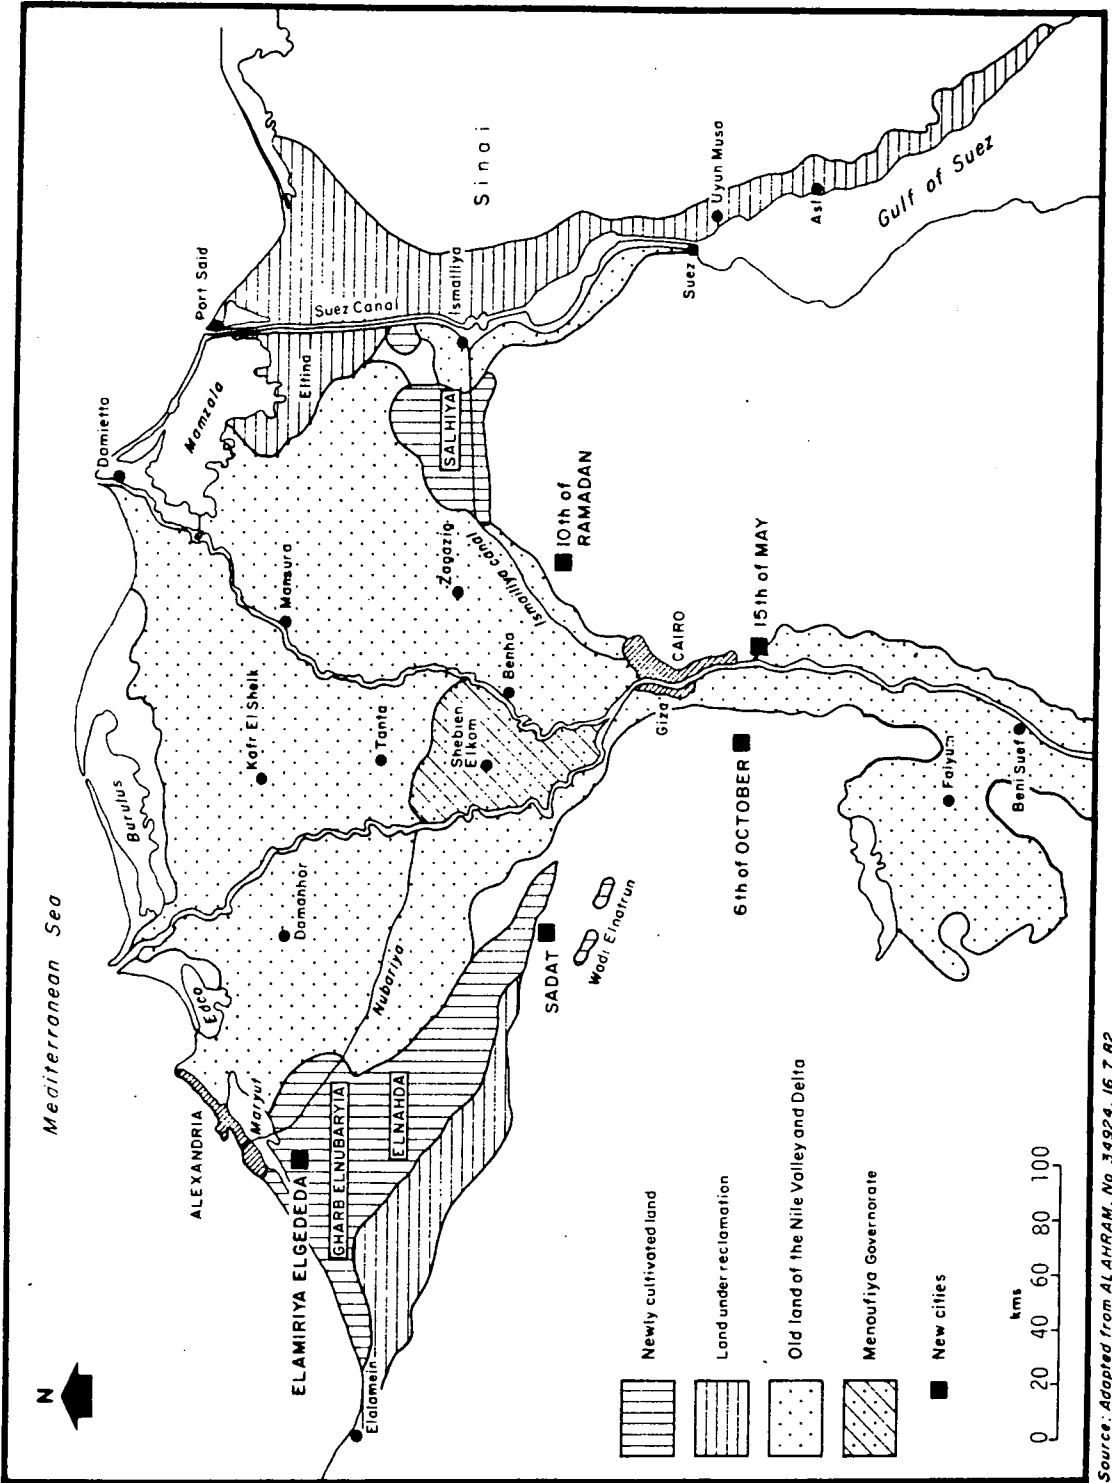 Mediterranean Sea
N
Damietta
Port Said
Burulus
Mamzala
Edco
ALEXANDRIA
Maryut
Kafr El Sheik
Mansura
Eltina
Suez Canal
Damanhar
Tanta
Sinai
ELAMIRIYA ELGEDEDA
GHARB ELNUBARYIA
ELNAHDA
Nubariya
Shebien
Elkom
Zagazig
SALHIYA
Ismailiya
Elalamein
Benha
Ismailiya canal
SADAT
Wadi Elnatrun
10th of
RAMADAN
Giza
CAIRO
Suez
Uyun Musa
6th of OCTOBER
15th of MAY
Asl
Gulf of Suez
Faiyum
Beni Suef
Newly cultivated land
Land under reclamation
Old land of the Nile Valley and Delta
Menoufiya Governorate
New cities
kms
0 20 40 60 80 100
Source: Adapted from AL AHRAM, No 34924, 16.7.82